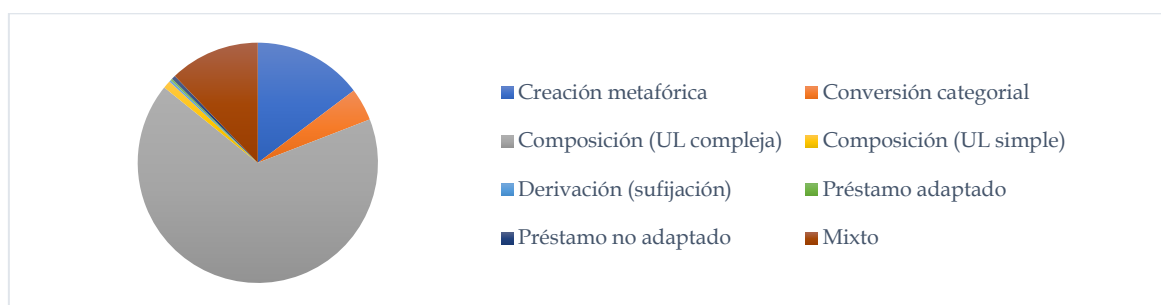 Creación metafórica
Conversión categorial
Composición (UL compleja)
Composición (UL simple)
Derivación (sufijación)
Préstamo adaptado
Préstamo no adaptado
Mixto